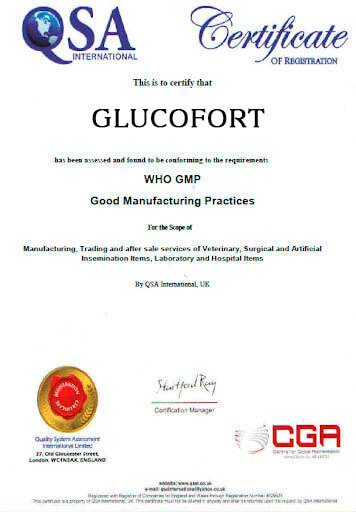 QSA
INTERNATIONAL
Certificate
OF REGISTRATION
This is to certify that
GLUCOFORT
has been assessed and found to be conforming to the requirements
WHO GMP
Good Manufacturing Practices
For the Scope of
Manufacturing, Trading and after sale services of Veterinary, Surgical and Artificial
Insemination Items, Laboratory and Hospital Items
By QSA International, UK
REGISTRATION
Startford Ray
Certification Manager
Quality System Assessment
International Limited
27, Old Gloucester Street,
London, WC1N3AX, ENGLAND
CGA
Centre for Global Accreditation
website: www.qsal.co.uk
e-mail: qsainternational@yahoo.co.uk
Registered with Registrar of Companies for England and Wales through Registration Number
This certificate is a property of QSA International, UK. This certificate must not be altered in anyway and shall be returned upon the request by QSA International.